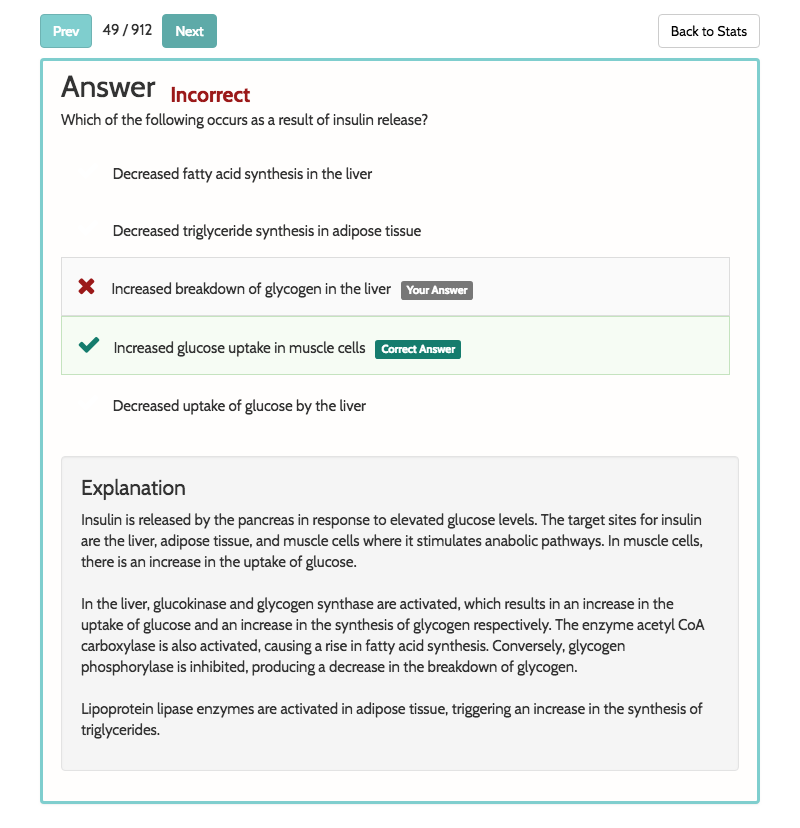 Prev 49 / 912 Next Back to Stats
Answer Incorrect
Which of the following occurs as a result of insulin release?
Decreased fatty acid synthesis in the liver
Decreased triglyceride synthesis in adipose tissue
Increased breakdown of glycogen in the liver Your Answer
Increased glucose uptake in muscle cells Correct Answer
Decreased uptake of glucose by the liver
Explanation
Insulin is released by the pancreas in response to elevated glucose levels. The target sites for insulin
are the liver, adipose tissue, and muscle cells where it stimulates anabolic pathways. In muscle cells,
there is an increase in the uptake of glucose.
In the liver, glucokinase and glycogen synthase are activated, which results in an increase in the
uptake of glucose and an increase in the synthesis of glycogen respectively. The enzyme acetyl CoA
carboxylase is also activated, causing a rise in fatty acid synthesis. Conversely, glycogen
phosphorylase is inhibited, producing a decrease in the breakdown of glycogen.
Lipoprotein lipase enzymes are activated in adipose tissue, triggering an increase in the synthesis of
triglycerides.